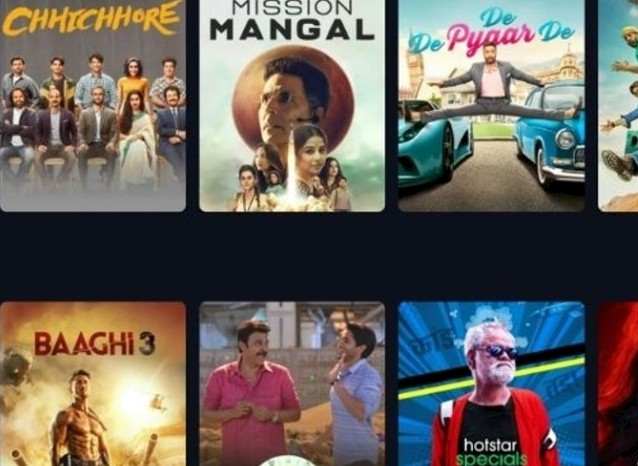 CHHICHHORE
MISSION
MANGAL
De
De Pyaar De
BAAGHI 3
hotstar
specials